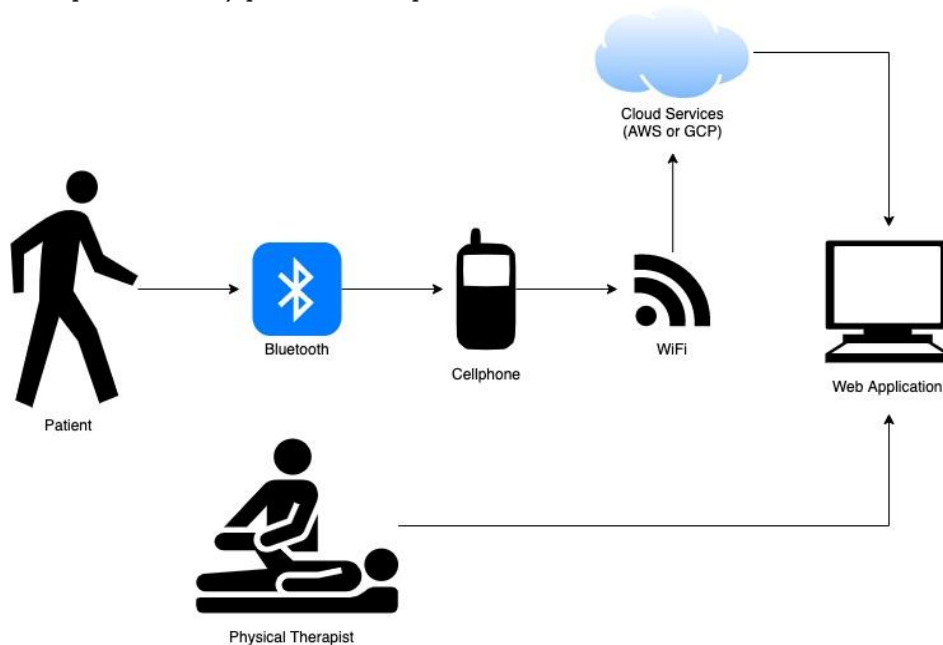 Cloud Services
(AWS or GCP)
Bluetooth
Cellphone
WiFi
Web Application
Patient
Physical Therapist